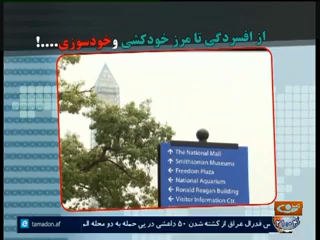 از افسردگی تا مرز خودکشی و خودسوزی....!
↖ The National Mall
↑ Smithsonian Museums
← Freedom Plaza
← National Aquarium
← Ronald Reagan Building
← Visitor Information Ctr.
س فدرال عراق از کشته شدن ۵۰ داعشی در پی حمله به دو محله الم
tamadon.af